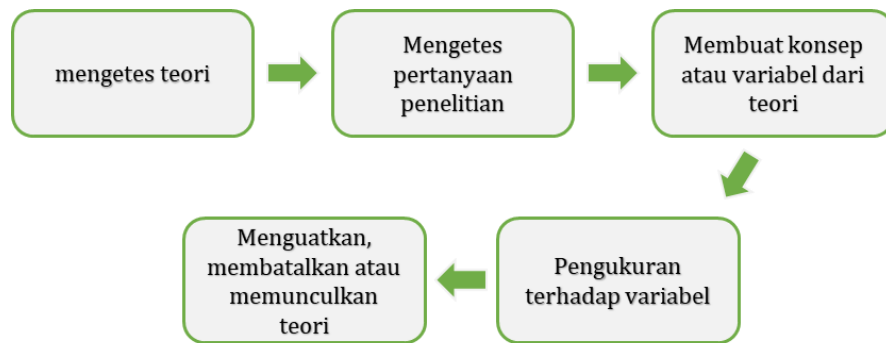 mengetes teori
Mengetes
pertanyaan
penelitian
Membuat konsep
atau variabel dari
teori
Pengukuran
terhadap variabel
Menguatkan,
membatalkan atau
memunculkan
teori